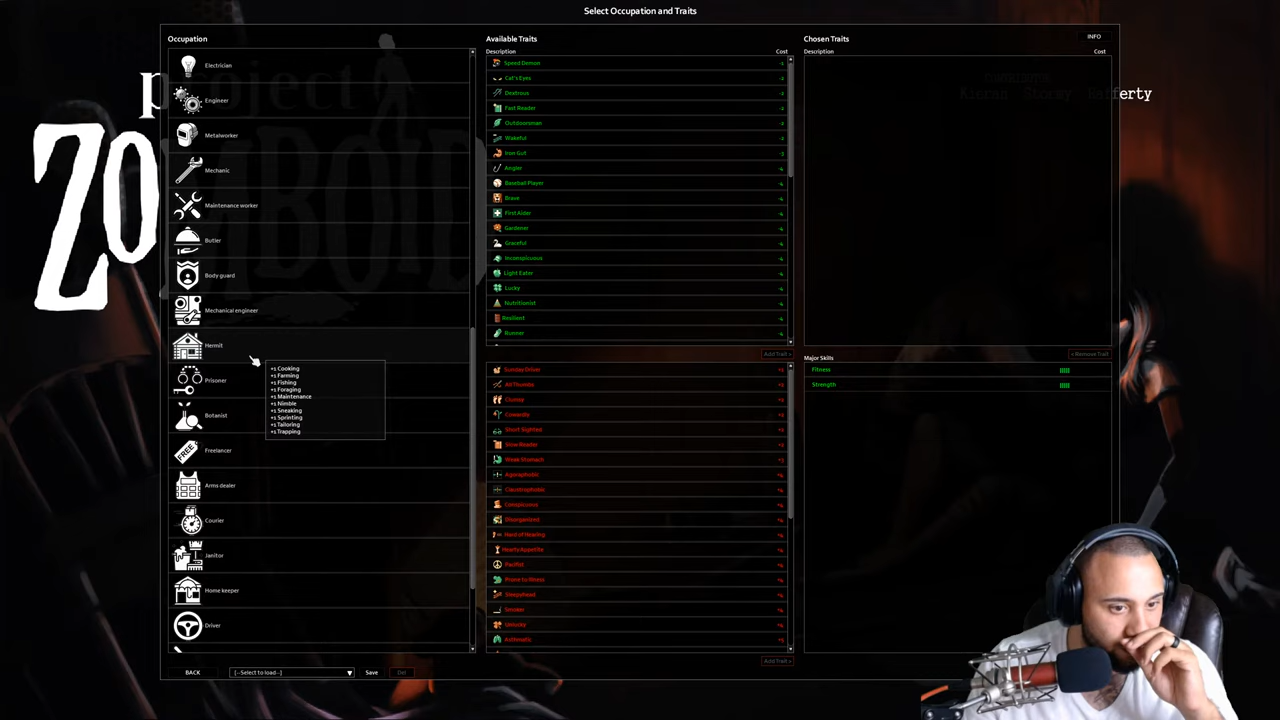 Select Occupation and Traits
Occupation
Electrician
Engineer
Metalworker
Mechanic
Maintenance worker
Butler
Body guard
Mechanical engineer
Hermit
Prisoner
Botanist
Freelancer
Arms dealer
Courier
Janitor
Home keeper
Driver
+1 Cooking
+1 Farming
+1 Fishing
+1 Foraging
+1 Maintenance
+1 Nimble
+1 Sneaking
+1 Sprinting
+1 Tailoring
+1 Trapping
BACK
[--Select to load--]
Save
Del
Available Traits
Description Cost
Speed Demon
Cat's Eyes
Dextrous
Fast Reader
Outdoorsman
Wakeful
Iron Gut
Angler
Baseball Player
Brave
First Aider
Gardener
Graceful
Inconspicuous
Light Eater
Lucky
Nutritionist
Resilient
Runner
Add Trait >
Sunday Driver
All Thumbs
Clumsy
Cowardly
Short Sighted
Slow Reader
Weak Stomach
Agoraphobic
Claustrophobic
Conspicuous
Disorganized
Hard of Hearing
Hearty Appetite
Pacifist
Prone to Illness
Sleepyhead
Smoker
Unlucky
Asthmatic
Add Trait >
Chosen Traits
INFO
Description Cost
< Remove Trait
Major Skills
Fitness
Strength
ZO